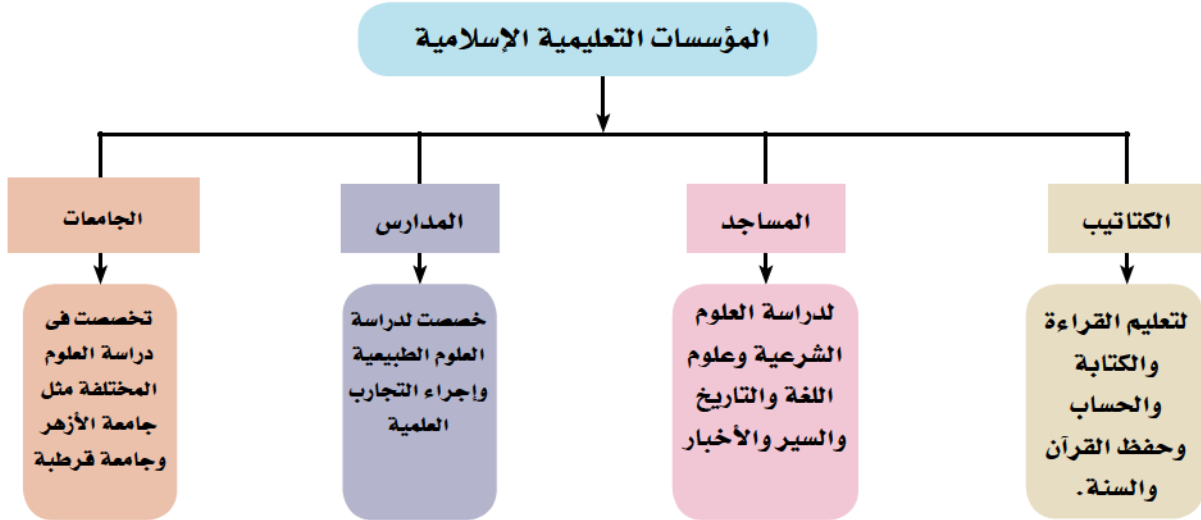 المؤسسات التعليمية الإسلامية
الكتاتيب
المساجد
المدارس
الجامعات
لتعليم القراءة
والكتابة
والحساب
وحفظ القرآن
والسنة.
لدراسة العلوم
الشرعية وعلوم
اللغة والتاريخ
والسير والأخبار
خصصت لدراسة
العلوم الطبيعية
وإجراء التجارب
العلمية
تخصصت فى
دراسة العلوم
المختلفة مثل
جامعة الأزهر
وجامعة قرطبة